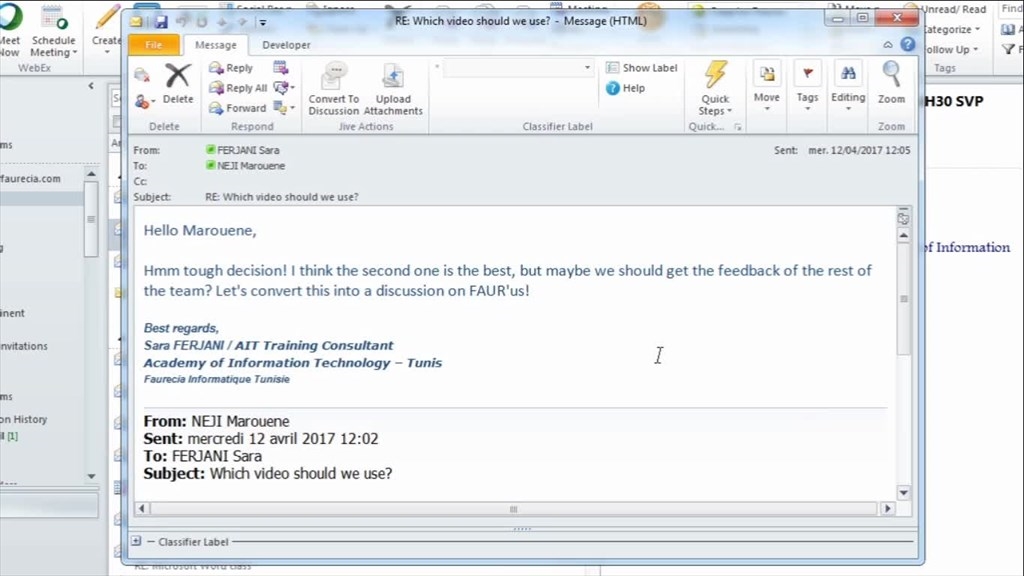 RE: Which video should we use? - Message (HTML)
Unread/ Read
Find
Meet Now
Schedule Meeting
Create
WebEx
Categorize
Follow Up
Tags
File
Message
Developer
Delete
Reply
Reply All
Forward
Convert To Discussion
Upload Attachments
Show Label
Help
Quick Steps
Move
Tags
Editing
Zoom
Delete
Respond
Jive Actions
Classifier Label
Quick...
Zoom
H30 SVP
From: FERJANI Sara
Sent: mer. 12/04/2017 12:05
To: NEJI Marouene
Cc:
Subject: RE: Which video should we use?
faurecia.com
Hello Marouene,
Hmm tough decision! I think the second one is the best, but maybe we should get the feedback of the rest of
the team? Let's convert this into a discussion on FAUR'us!
of Information
Best regards,
Sara FERJANI / AIT Training Consultant
Academy of Information Technology – Tunis
Faurecia Informatique Tunisie
From: NEJI Marouene
Sent: mercredi 12 avril 2017 12:02
To: FERJANI Sara
Subject: Which video should we use?
on History
[1]
Classifier Label
RE: Microsoft Word class